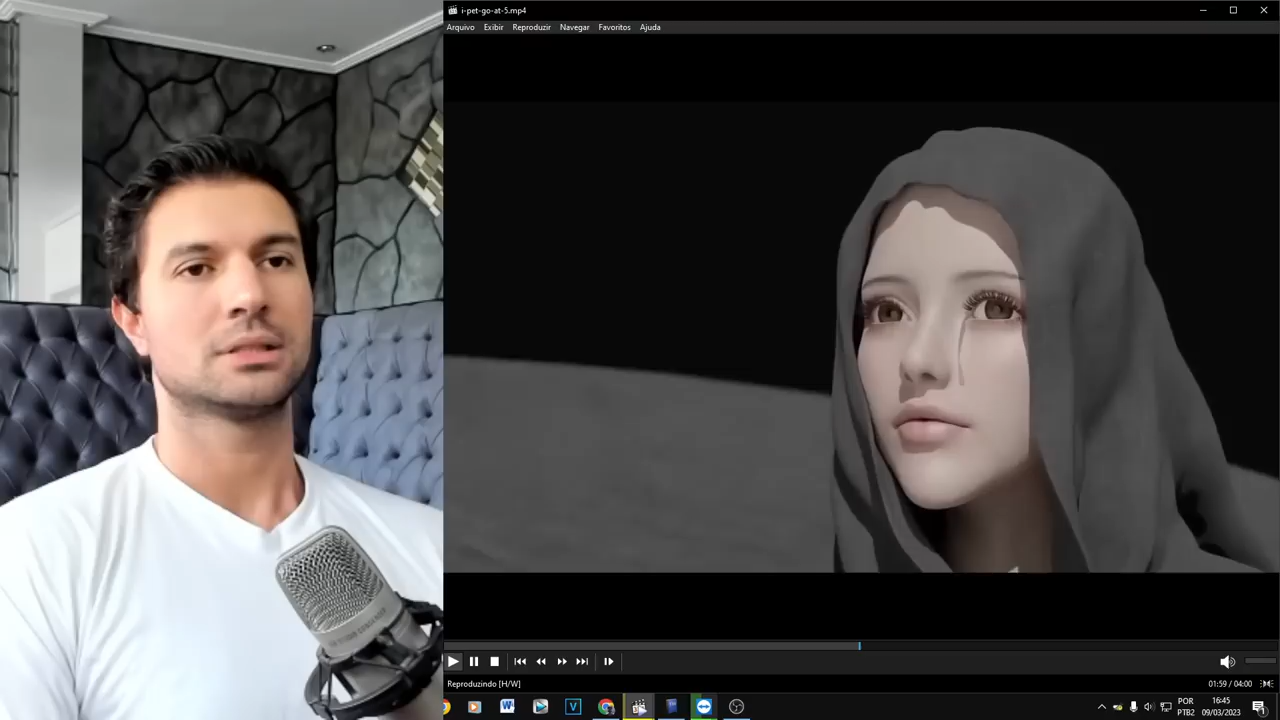 i-pet-go-at-5.mp4
Arquivo Exibir Reproduzir Navegar Favoritos Ajuda
Reproduzindo [H/W]
01:59 / 04:00
POR
PTB2
16:45
09/03/2023